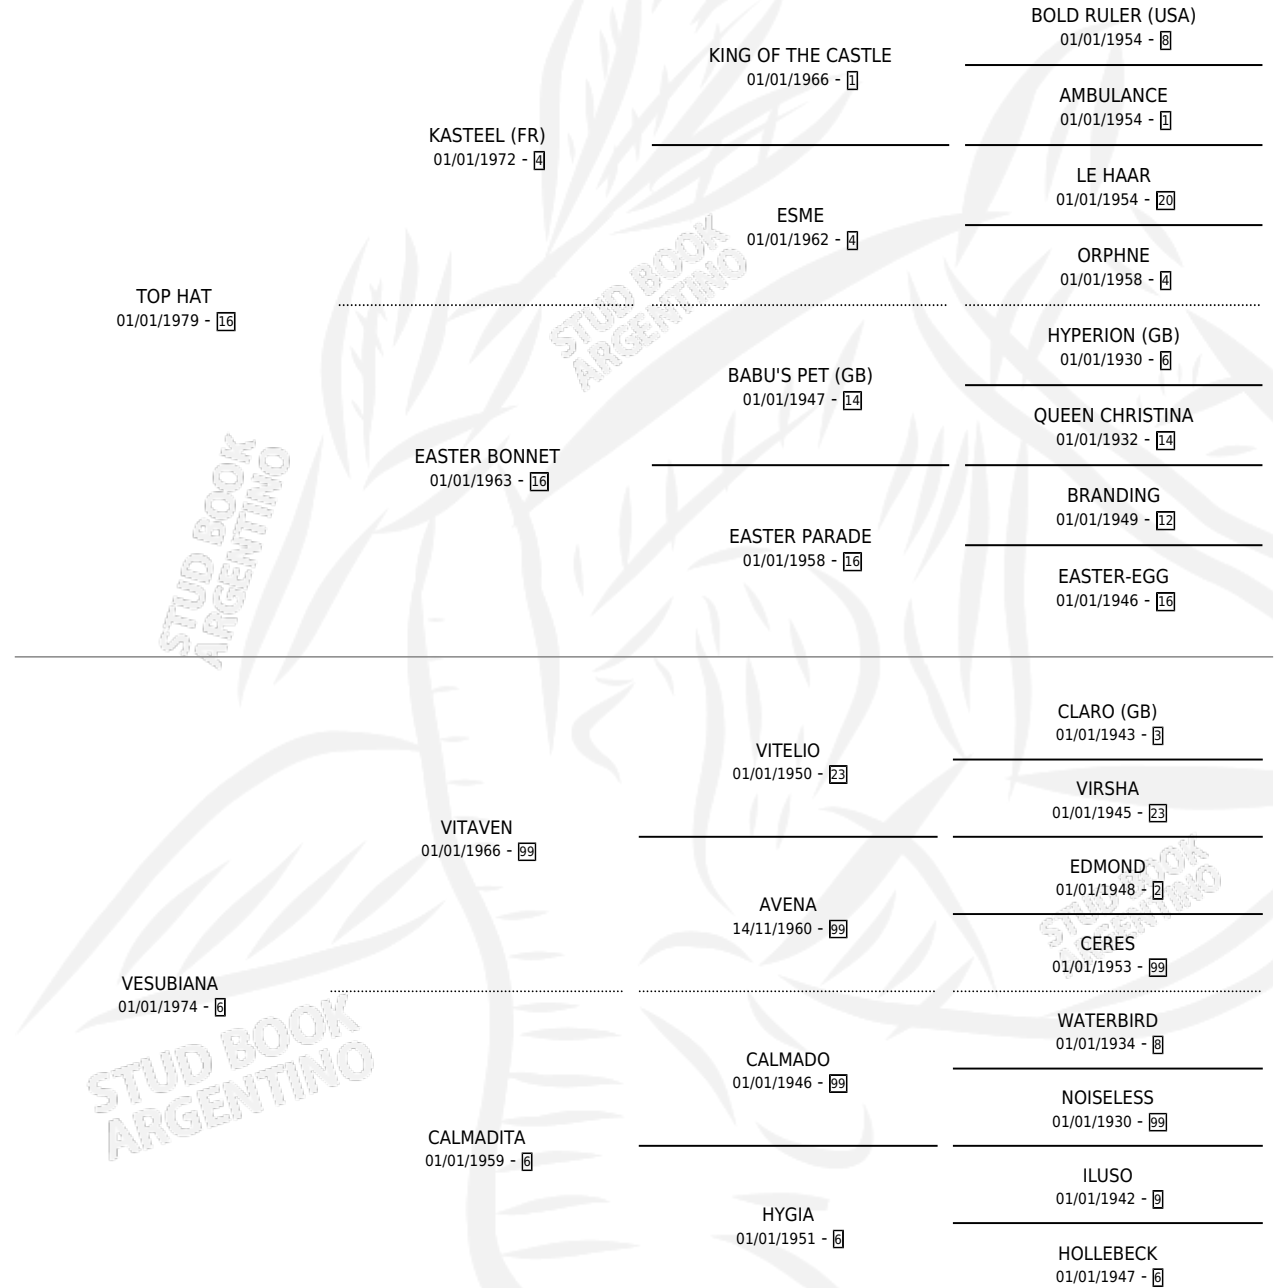 BOLD RULER (USA)
01/01/1954 - 8
KING OF THE CASTLE
01/01/1966 - 1
AMBULANCE
01/01/1954 - 1
KASTEEL (FR)
01/01/1972 - 4
LE HAAR
01/01/1954 - 20
ESME
01/01/1962 - 4
ORPHNE
01/01/1958 - 4
TOP HAT
01/01/1979 - 16
HYPERION (GB)
01/01/1930 - 6
BABU'S PET (GB)
01/01/1947 - 14
QUEEN CHRISTINA
01/01/1932 - 14
EASTER BONNET
01/01/1963 - 16
BRANDING
01/01/1949 - 12
EASTER PARADE
01/01/1958 - 16
EASTER-EGG
01/01/1946 - 16
STUD BOOK
ARGENTINO
STUD BOOK
ARGENTINO
CLARO (GB)
01/01/1943 - 3
VITELIO
01/01/1950 - 23
VIRSHA
01/01/1945 - 23
VITAVEN
01/01/1966 - 99
EDMOND
01/01/1948 - 2
AVENA
14/11/1960 - 99
CERES
01/01/1953 - 99
VESUBIANA
01/01/1974 - 6
WATERBIRD
01/01/1934 - 8
CALMADO
01/01/1946 - 99
NOISELESS
01/01/1930 - 99
CALMADITA
01/01/1959 - 6
ILUSO
01/01/1942 - 9
HYGIA
01/01/1951 - 6
HOLLEBECK
01/01/1947 - 6
STUD BOOK
ARGENTINO
STUD BOOK
ARGENTINO